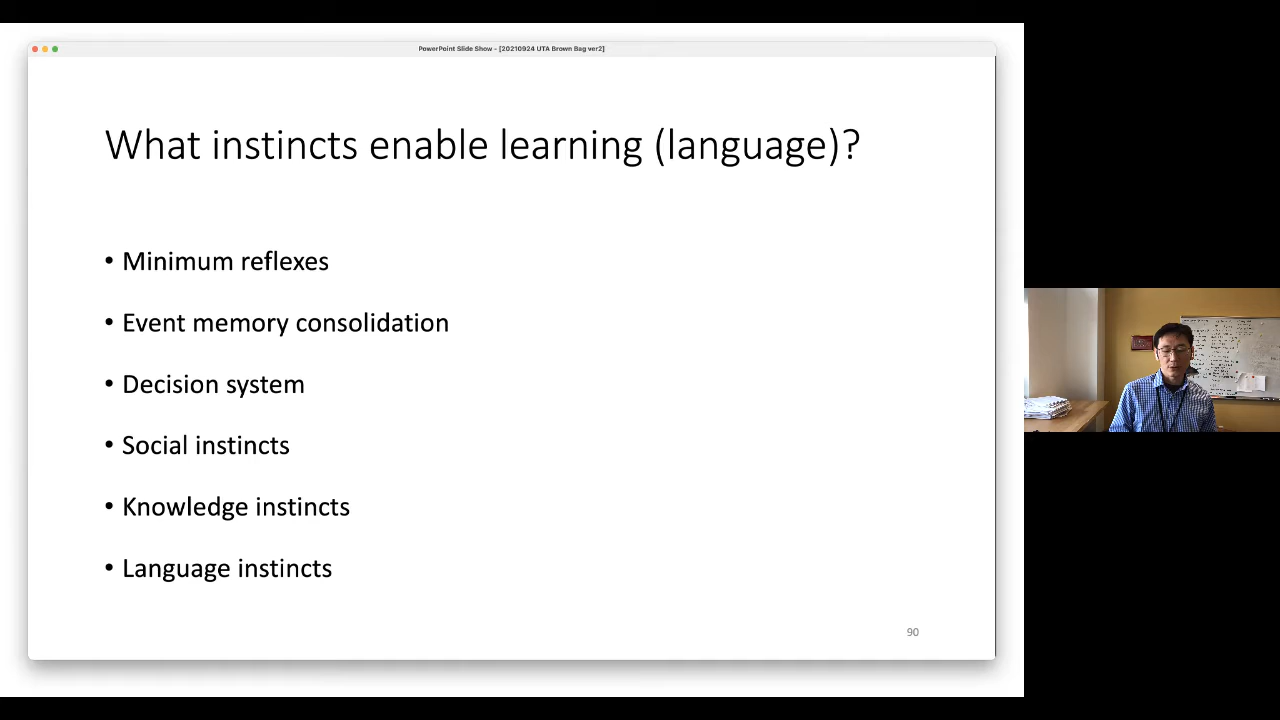 PowerPoint Slide Show - [20210924 UTA Brown Bag ver2]
What instincts enable learning (language)?
• Minimum reflexes
• Event memory consolidation
• Decision system
• Social instincts
• Knowledge instincts
• Language instincts
90